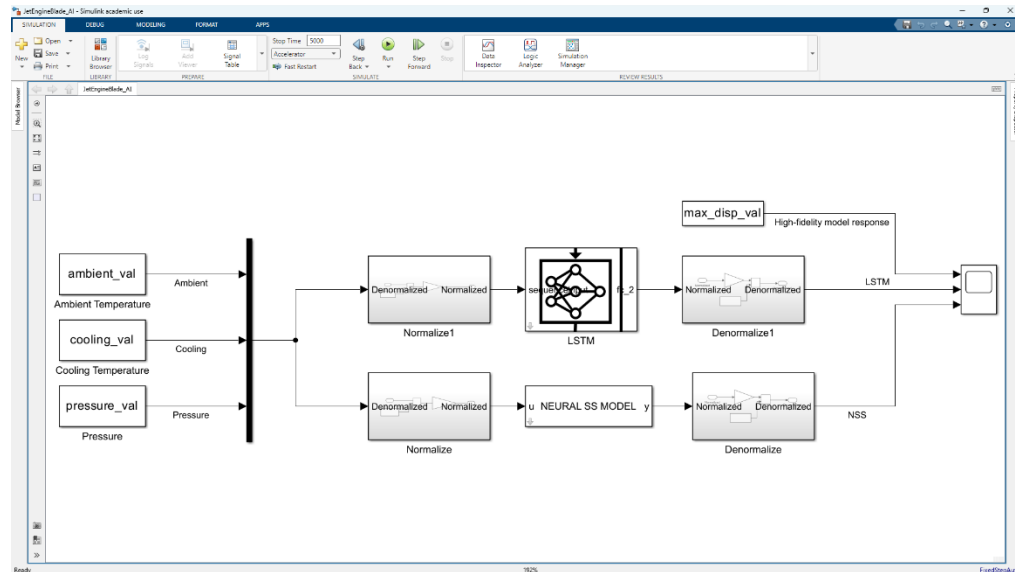 JetEngineBlade_AI - Simulink academic use
SIMULATION DEBUG MODELING FORMAT APPS
New
Open
Save
Print
FILE
Library Browser
LIBRARY
Log Signals
Add Viewer
Signal Table
PREPARE
Stop Time 5000
Accelerator
Fast Restart
Step Back
Run
Step Forward
Stop
SIMULATE
Data Inspector
Logic Analyzer
Simulation Manager
REVIEW RESULTS
Model Browser
JetEngineBlade_AI
max_disp_val
High-fidelity model response
ambient_val
Ambient
Ambient Temperature
Denormalized Normalized
Normalize1
fc_2
LSTM
Normalized Denormalized
Denormalize1
LSTM
cooling_val
Cooling
Cooling Temperature
pressure_val
Pressure
Pressure
Denormalized Normalized
Normalize
u NEURAL SS MODEL y
Normalized Denormalized
Denormalize
NSS
Ready
192%